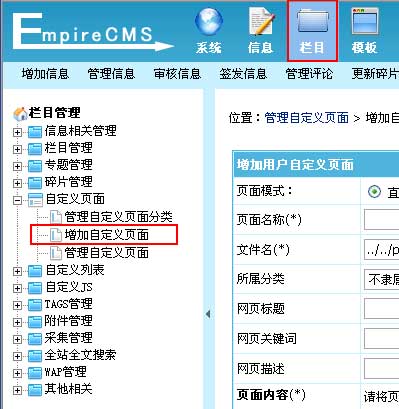 EmpireCMS
系统 信息 栏目 模板
增加信息 管理信息 审核信息 签发信息 管理评论 更新碎片
栏目管理
信息相关管理
栏目管理
专题管理
碎片管理
自定义页面
管理自定义页面分类
增加自定义页面
管理自定义页面
自定义列表
自定义JS
TAGS管理
附件管理
采集管理
全站全文搜索
WAP管理
其他相关
位置：管理自定义页面 > 增加自
增加用户自定义页面
页面模式： 直
页面名称(*)
文件名(*) ../../p
所属分类 不隶属
网页标题
网页关键词
网页描述
页面内容(*) 请将页